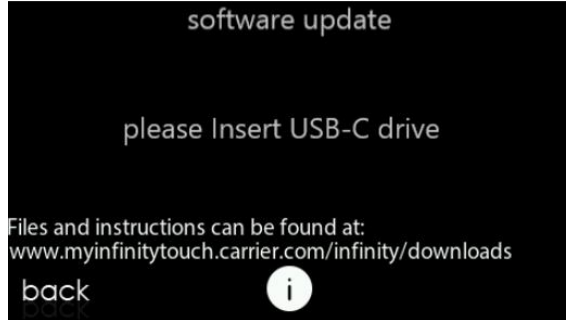 software update
please Insert USB-C drive
Files and instructions can be found at:
www.myinfinitytouch.carrier.com/infinity/downloads
back
i